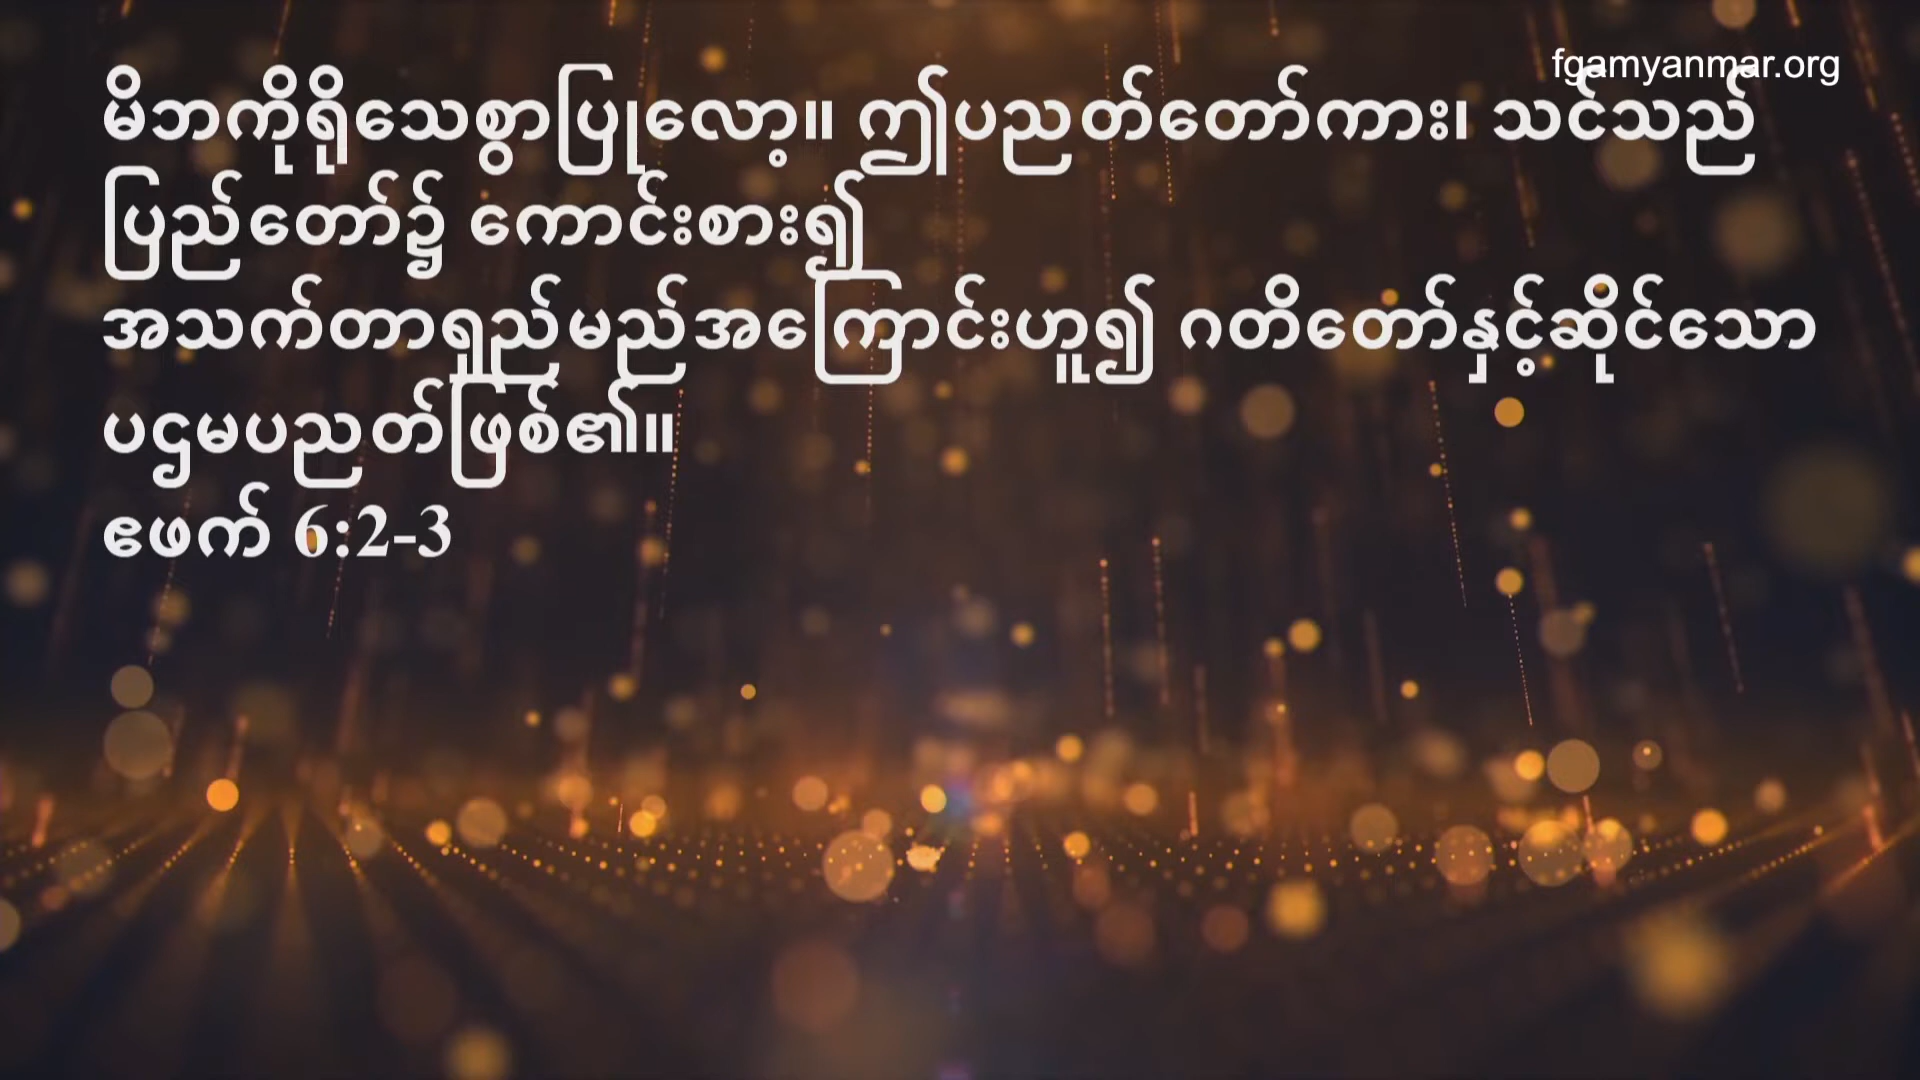 fgamyanmar.org
မိဘကိုရိုသေစွာပြုလော့။ ဤပညတ်တော်ကား၊ သင်သည်
ပြည်တော်၌ ကောင်းစား၍
အသက်တာရှည်မည်အကြောင်းဟူ၍ ဂတိတော်နှင့်ဆိုင်သော
ပဌမပညတ်ဖြစ်၏။
ဧဖက် 6:2-3